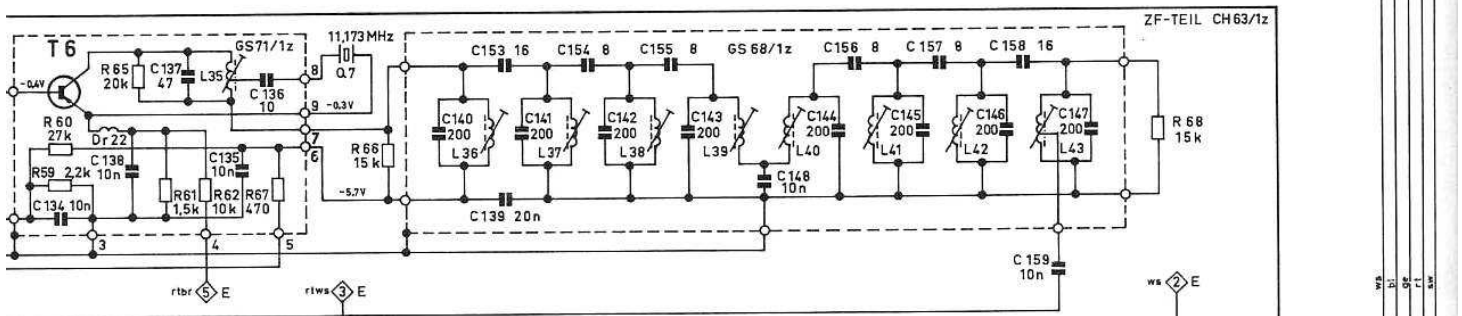 ZF-TEIL CH63/1z
T6
GS71/1z
11,173MHz
Q.7
C153 16
C154 8
C155 8
GS68/1z
C156 8
C157 8
C158 16
R65
20k
C137
47
L35
C136
10
8
9
-0,3V
7
6
-0,4V
R60
27k
Dr22
C138
10n
C135
10n
R59 2,2k
C134 10n
R61
1,5k
R62
10k
R67
470
R66
15k
-5,7V
C140
200
L36
C141
200
L37
C142
200
L38
C143
200
L39
L40
C144
200
L41
C145
200
L42
C146
200
L43
C147
200
R68
15k
C148
10n
C139 20n
3
4
5
C159
10n
rtbr 5 E
rtws 3 E
ws 2 E
ws
bl
ge
rt
sw